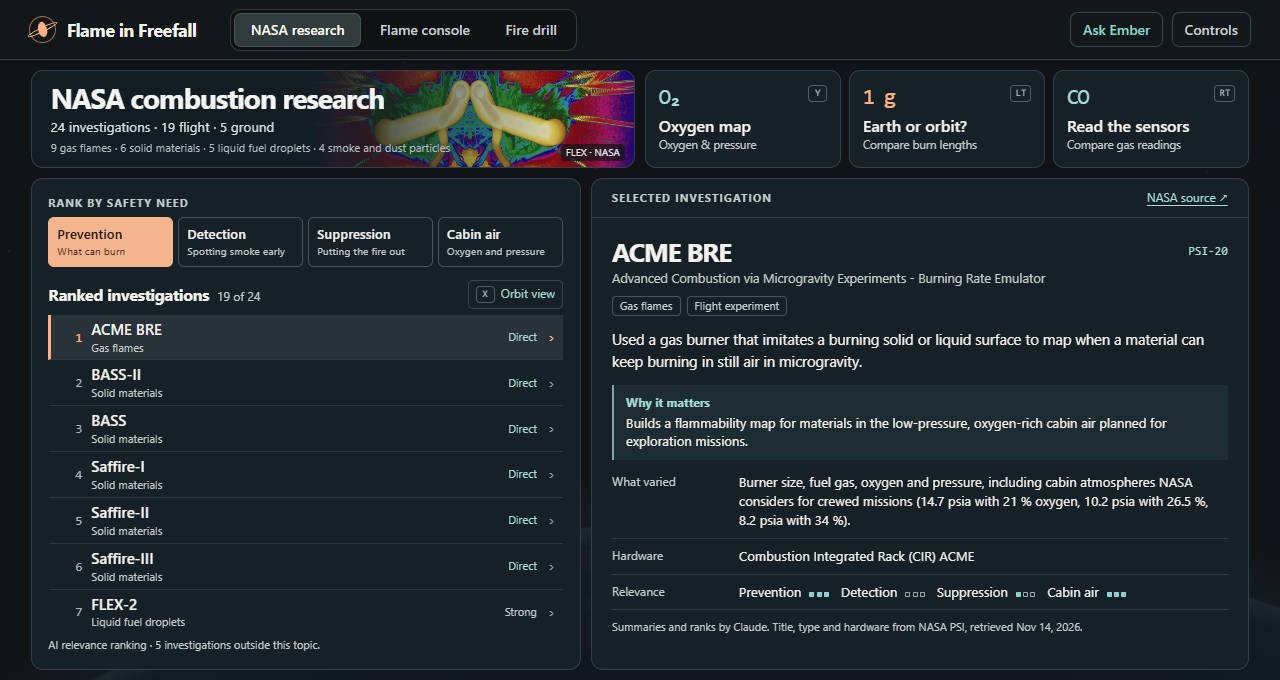 Flame in Freefall
NASA research
Flame console
Fire drill
Ask Ember
Controls
NASA combustion research
24 investigations · 19 flight · 5 ground
9 gas flames · 6 solid materials · 5 liquid fuel droplets · 4 smoke and dust particles
FLEX · NASA
O₂
Y
Oxygen map
Oxygen & pressure
1 g
LT
Earth or orbit?
Compare burn lengths
CO
RT
Read the sensors
Compare gas readings
RANK BY SAFETY NEED
Prevention
What can burn
Detection
Spotting smoke early
Suppression
Putting the fire out
Cabin air
Oxygen and pressure
Ranked investigations 19 of 24
X Orbit view
1 ACME BRE Direct ›
Gas flames
2 BASS-II Direct ›
Solid materials
3 BASS Direct ›
Solid materials
4 Saffire-I Direct ›
Solid materials
5 Saffire-II Direct ›
Solid materials
6 Saffire-III Direct ›
Solid materials
7 FLEX-2 Strong ›
Liquid fuel droplets
AI relevance ranking · 5 investigations outside this topic.
SELECTED INVESTIGATION
NASA source ↗
ACME BRE
PSI-20
Advanced Combustion via Microgravity Experiments - Burning Rate Emulator
Gas flames
Flight experiment
Used a gas burner that imitates a burning solid or liquid surface to map when a material can
keep burning in still air in microgravity.
Why it matters
Builds a flammability map for materials in the low-pressure, oxygen-rich cabin air planned for
exploration missions.
What varied
Burner size, fuel gas, oxygen and pressure, including cabin atmospheres NASA
considers for crewed missions (14.7 psia with 21 % oxygen, 10.2 psia with 26.5 %,
8.2 psia with 34 %).
Hardware
Combustion Integrated Rack (CIR) ACME
Relevance
Prevention Detection Suppression Cabin air
Summaries and ranks by Claude. Title, type and hardware from NASA PSI, retrieved Nov 14, 2026.